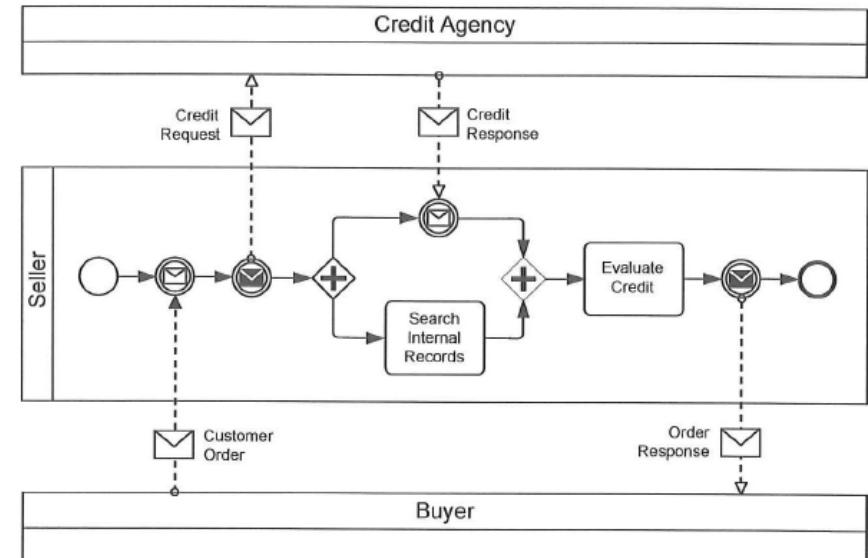 Credit Agency
Credit
Request
Credit
Response
Seller
Search
Internal
Records
Evaluate
Credit
Customer
Order
Order
Response
Buyer